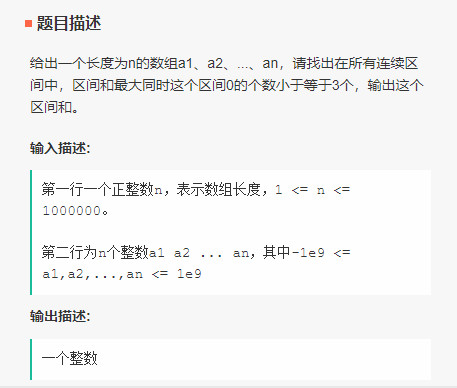 题目描述
给出一个长度为n的数组a1、a2、...、an，请找出在所有连续区
间中，区间和最大同时这个区间0的个数小于等于3个，输出这个
区间和。
输入描述:
第一行一个正整数n，表示数组长度，1 <= n <=
1000000。
第二行为n个整数a1 a2 ... an，其中-1e9 <=
a1,a2,...,an <= 1e9
输出描述:
一个整数